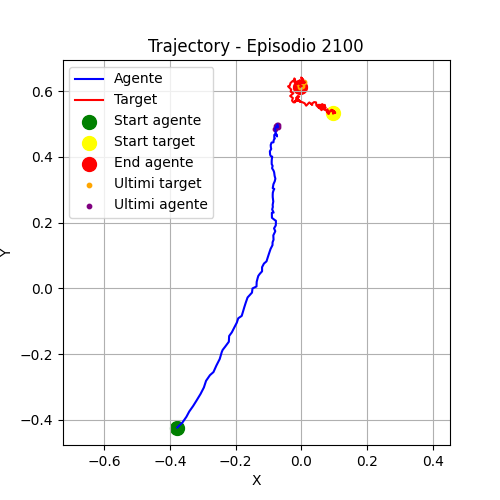 Trajectory - Episodio 2100
Agente
Target
Start agente
Start target
End agente
Ultimi target
Ultimi agente
Y
0.6
0.4
0.2
0.0
−0.2
−0.4
−0.6
−0.4
−0.2
0.0
0.2
0.4
X